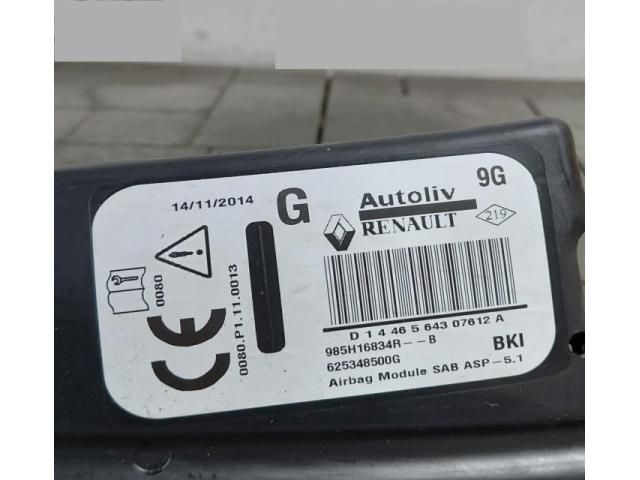 14/11/2014
G
Autoliv
9G
RENAULT
219
0080
0080.P1.11.0013
CE
D 1 4 46 5 643 07612 A
985H16834R--B
BKI
625348500G
Airbag Module SAB ASP-5.1